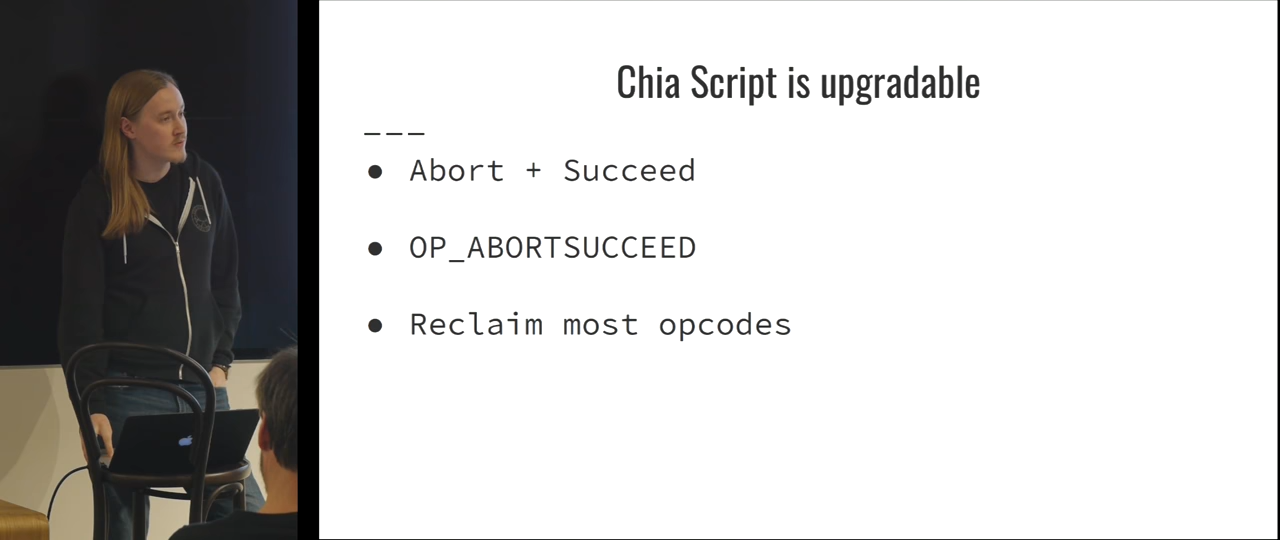 Chia Script is upgradable
———
● Abort + Succeed
● OP_ABORTSUCCEED
● Reclaim most opcodes